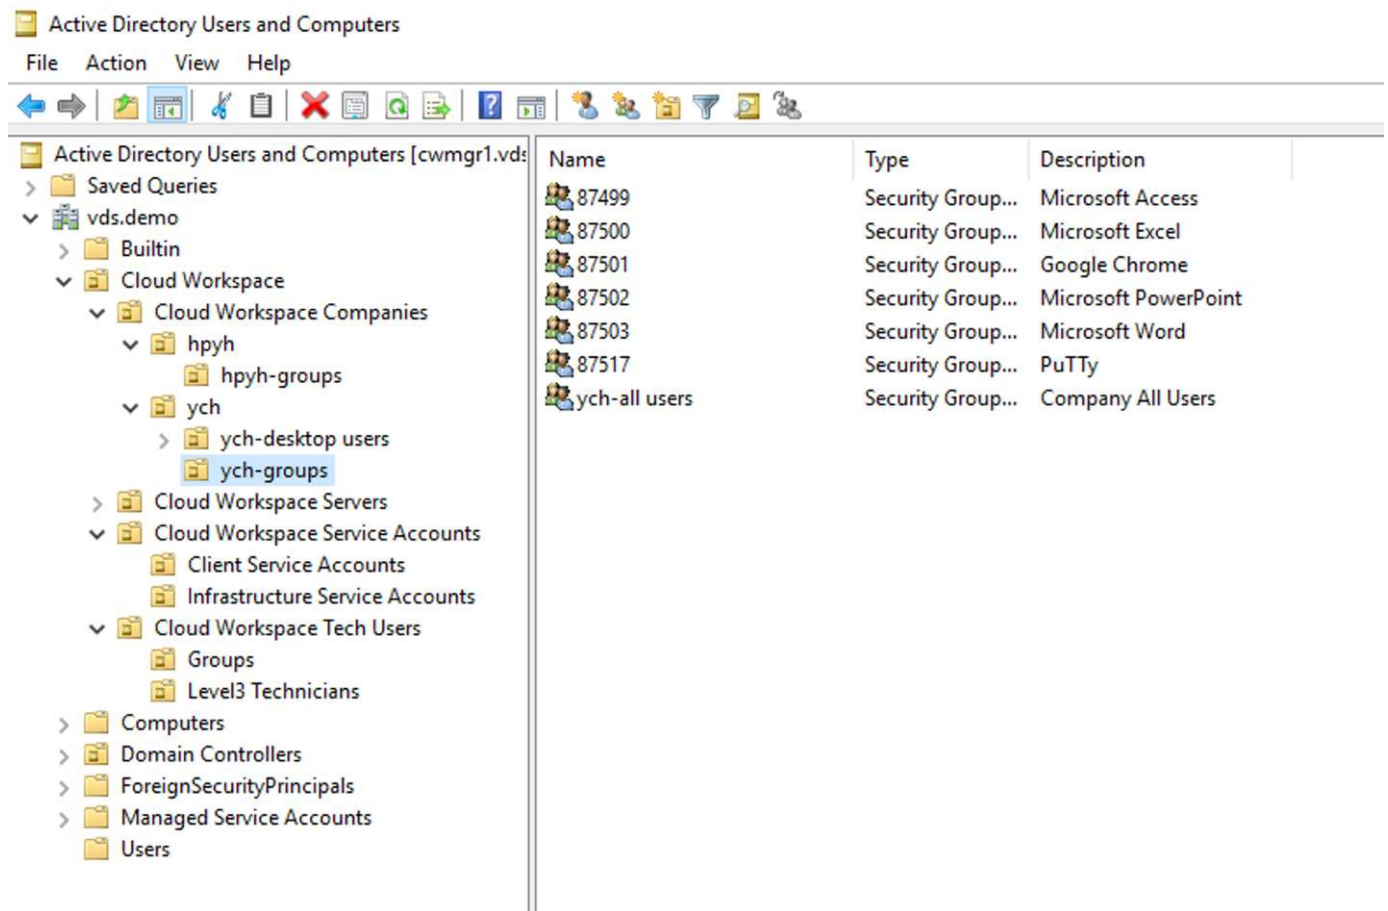 Active Directory Users and Computers
File Action View Help
Active Directory Users and Computers [cwmgr1.vds
Saved Queries
vds.demo
Builtin
Cloud Workspace
Cloud Workspace Companies
hpyh
hpyh-groups
ych
ych-desktop users
ych-groups
Cloud Workspace Servers
Cloud Workspace Service Accounts
Client Service Accounts
Infrastructure Service Accounts
Cloud Workspace Tech Users
Groups
Level3 Technicians
Computers
Domain Controllers
ForeignSecurityPrincipals
Managed Service Accounts
Users
Name Type Description
87499 Security Group... Microsoft Access
87500 Security Group... Microsoft Excel
87501 Security Group... Google Chrome
87502 Security Group... Microsoft PowerPoint
87503 Security Group... Microsoft Word
87517 Security Group... PuTTy
ych-all users Security Group... Company All Users